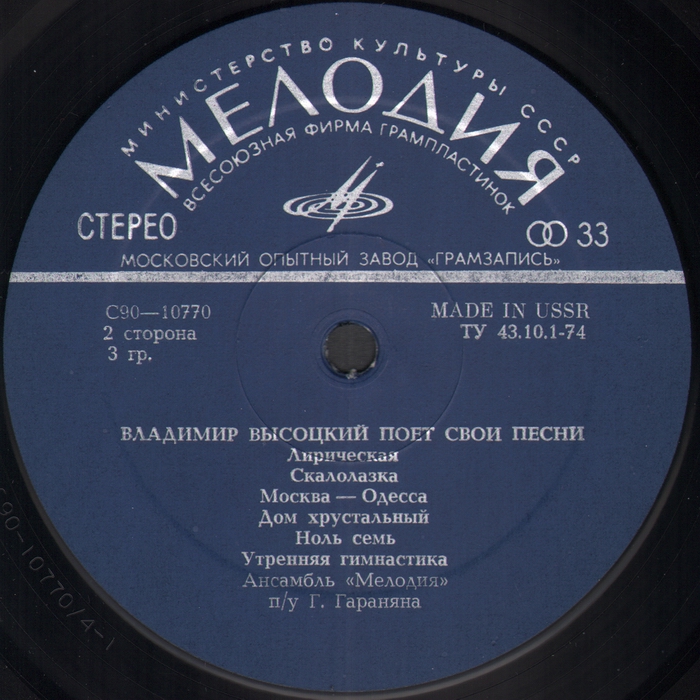 МИНИСТЕРСТВО КУЛЬТУРЫ СССР
МЕЛОДИЯ
ВСЕСОЮЗНАЯ ФИРМА ГРАМПЛАСТИНОК
СТЕРЕО
33
МОСКОВСКИЙ ОПЫТНЫЙ ЗАВОД «ГРАМЗАПИСЬ»
С90—10770
MADE IN USSR
2 сторона
ТУ 43.10.1-74
3 гр.
ВЛАДИМИР ВЫСОЦКИЙ ПОЕТ СВОИ ПЕСНИ
Лирическая
Скалолазка
Москва — Одесса
Дом хрустальный
Ноль семь
Утренняя гимнастика
Ансамбль «Мелодия»
п/у Г. Гараняна
С90-10770/4-1